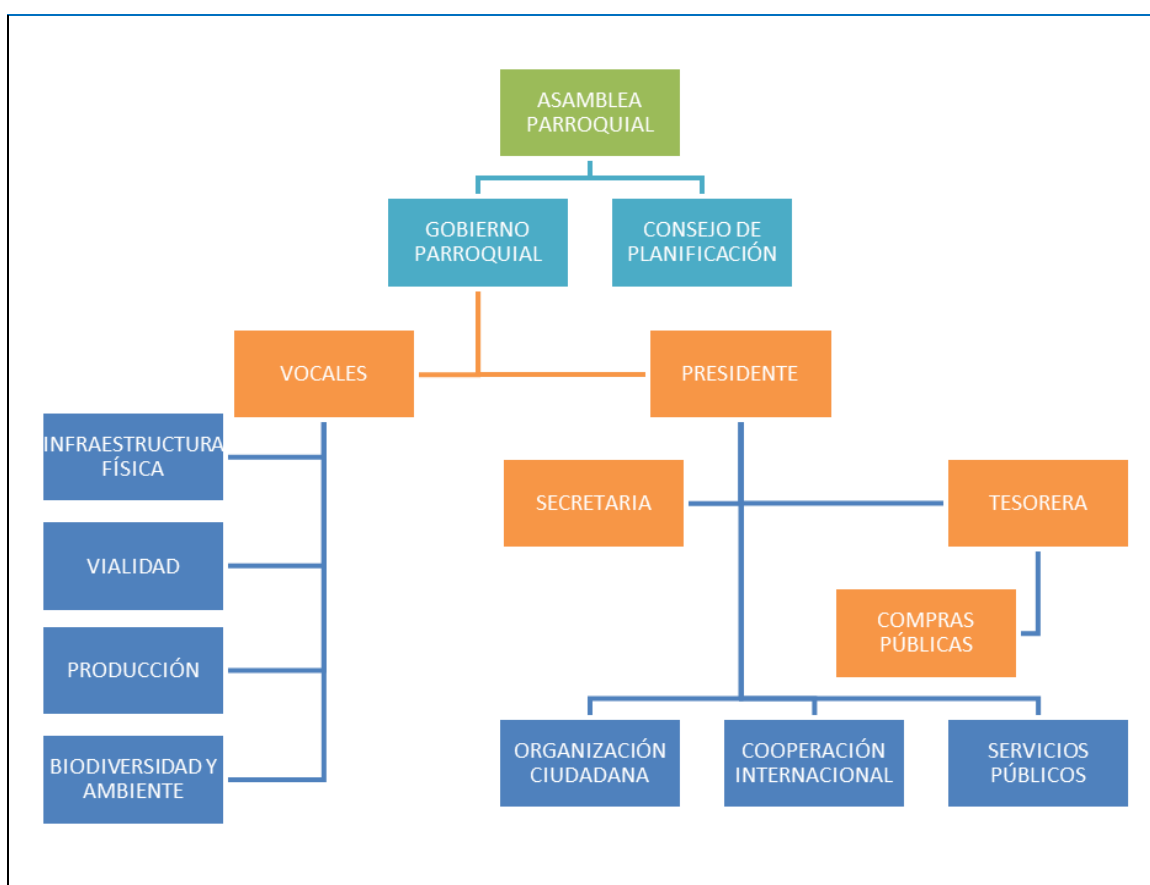 ASAMBLEA
PARROQUIAL
GOBIERNO
PARROQUIAL
CONSEJO DE
PLANIFICACIÓN
VOCALES
PRESIDENTE
INFRAESTRUCTURA
FÍSICA
SECRETARIA
TESORERA
VIALIDAD
COMPRAS
PÚBLICAS
PRODUCCIÓN
ORGANIZACIÓN
CIUDADANA
COOPERACIÓN
INTERNACIONAL
SERVICIOS
PÚBLICOS
BIODIVERSIDAD Y
AMBIENTE